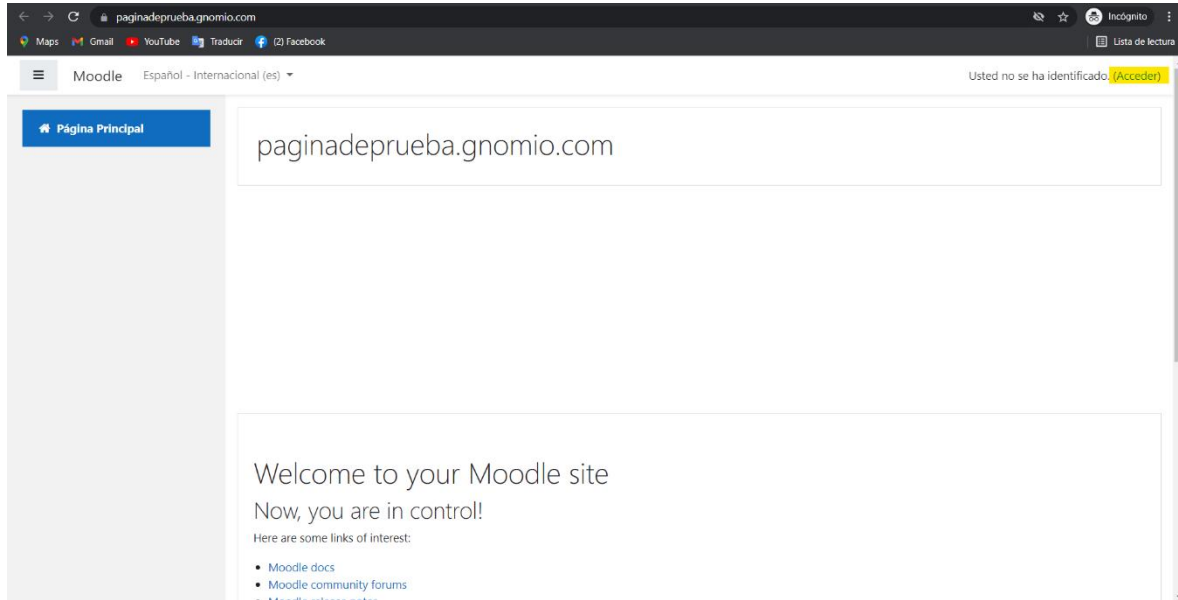 paginadeprueba.gnomio.com
Incógnito
Maps Gmail YouTube Traducir (2) Facebook
Lista de lectura
Moodle Español - Internacional (es)
Usted no se ha identificado. (Acceder)
Página Principal
paginadeprueba.gnomio.com
Welcome to your Moodle site
Now, you are in control!
Here are some links of interest:
Moodle docs
Moodle community forums